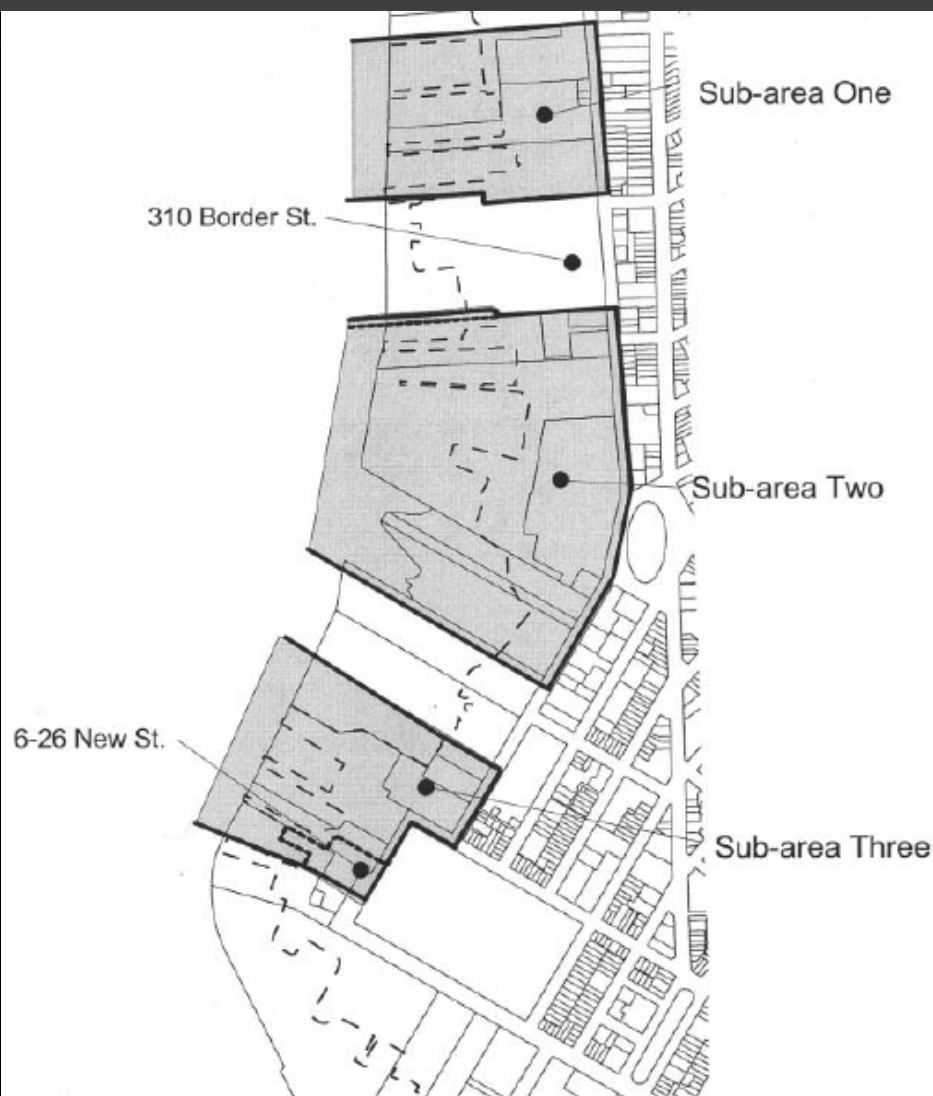 Sub-area One
310 Border St.
Sub-area Two
6-26 New St.
Sub-area Three